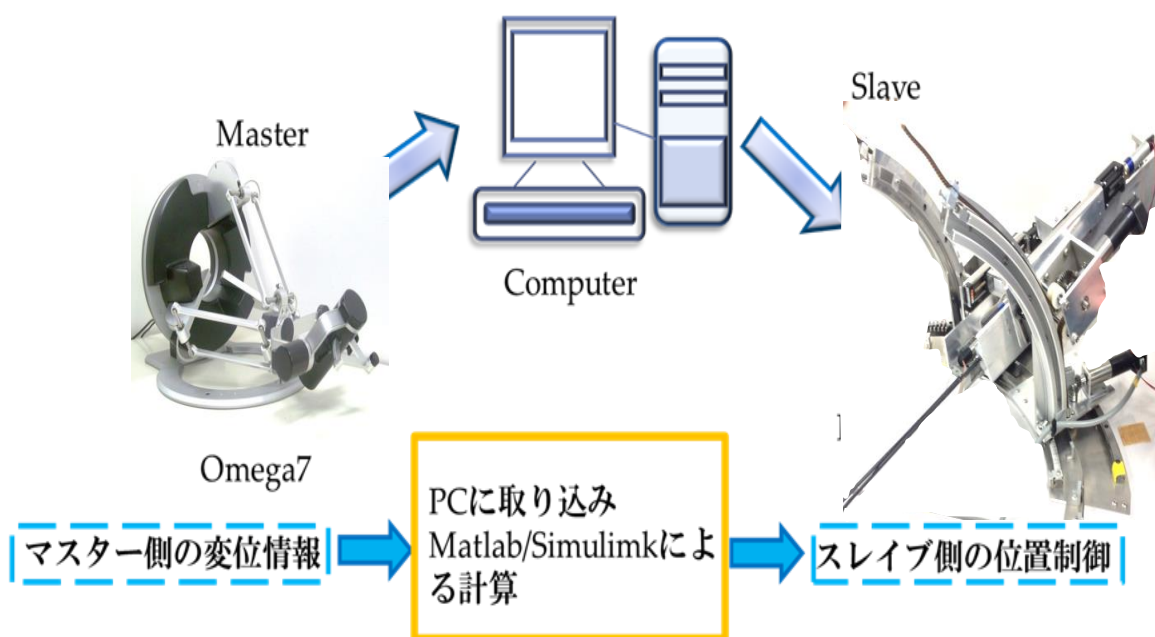 Slave
Master
Computer
Omega7
PCに取り込み
Matlab/Simulimkによ
る計算
マスター側の変位情報
スレイブ側の位置制御